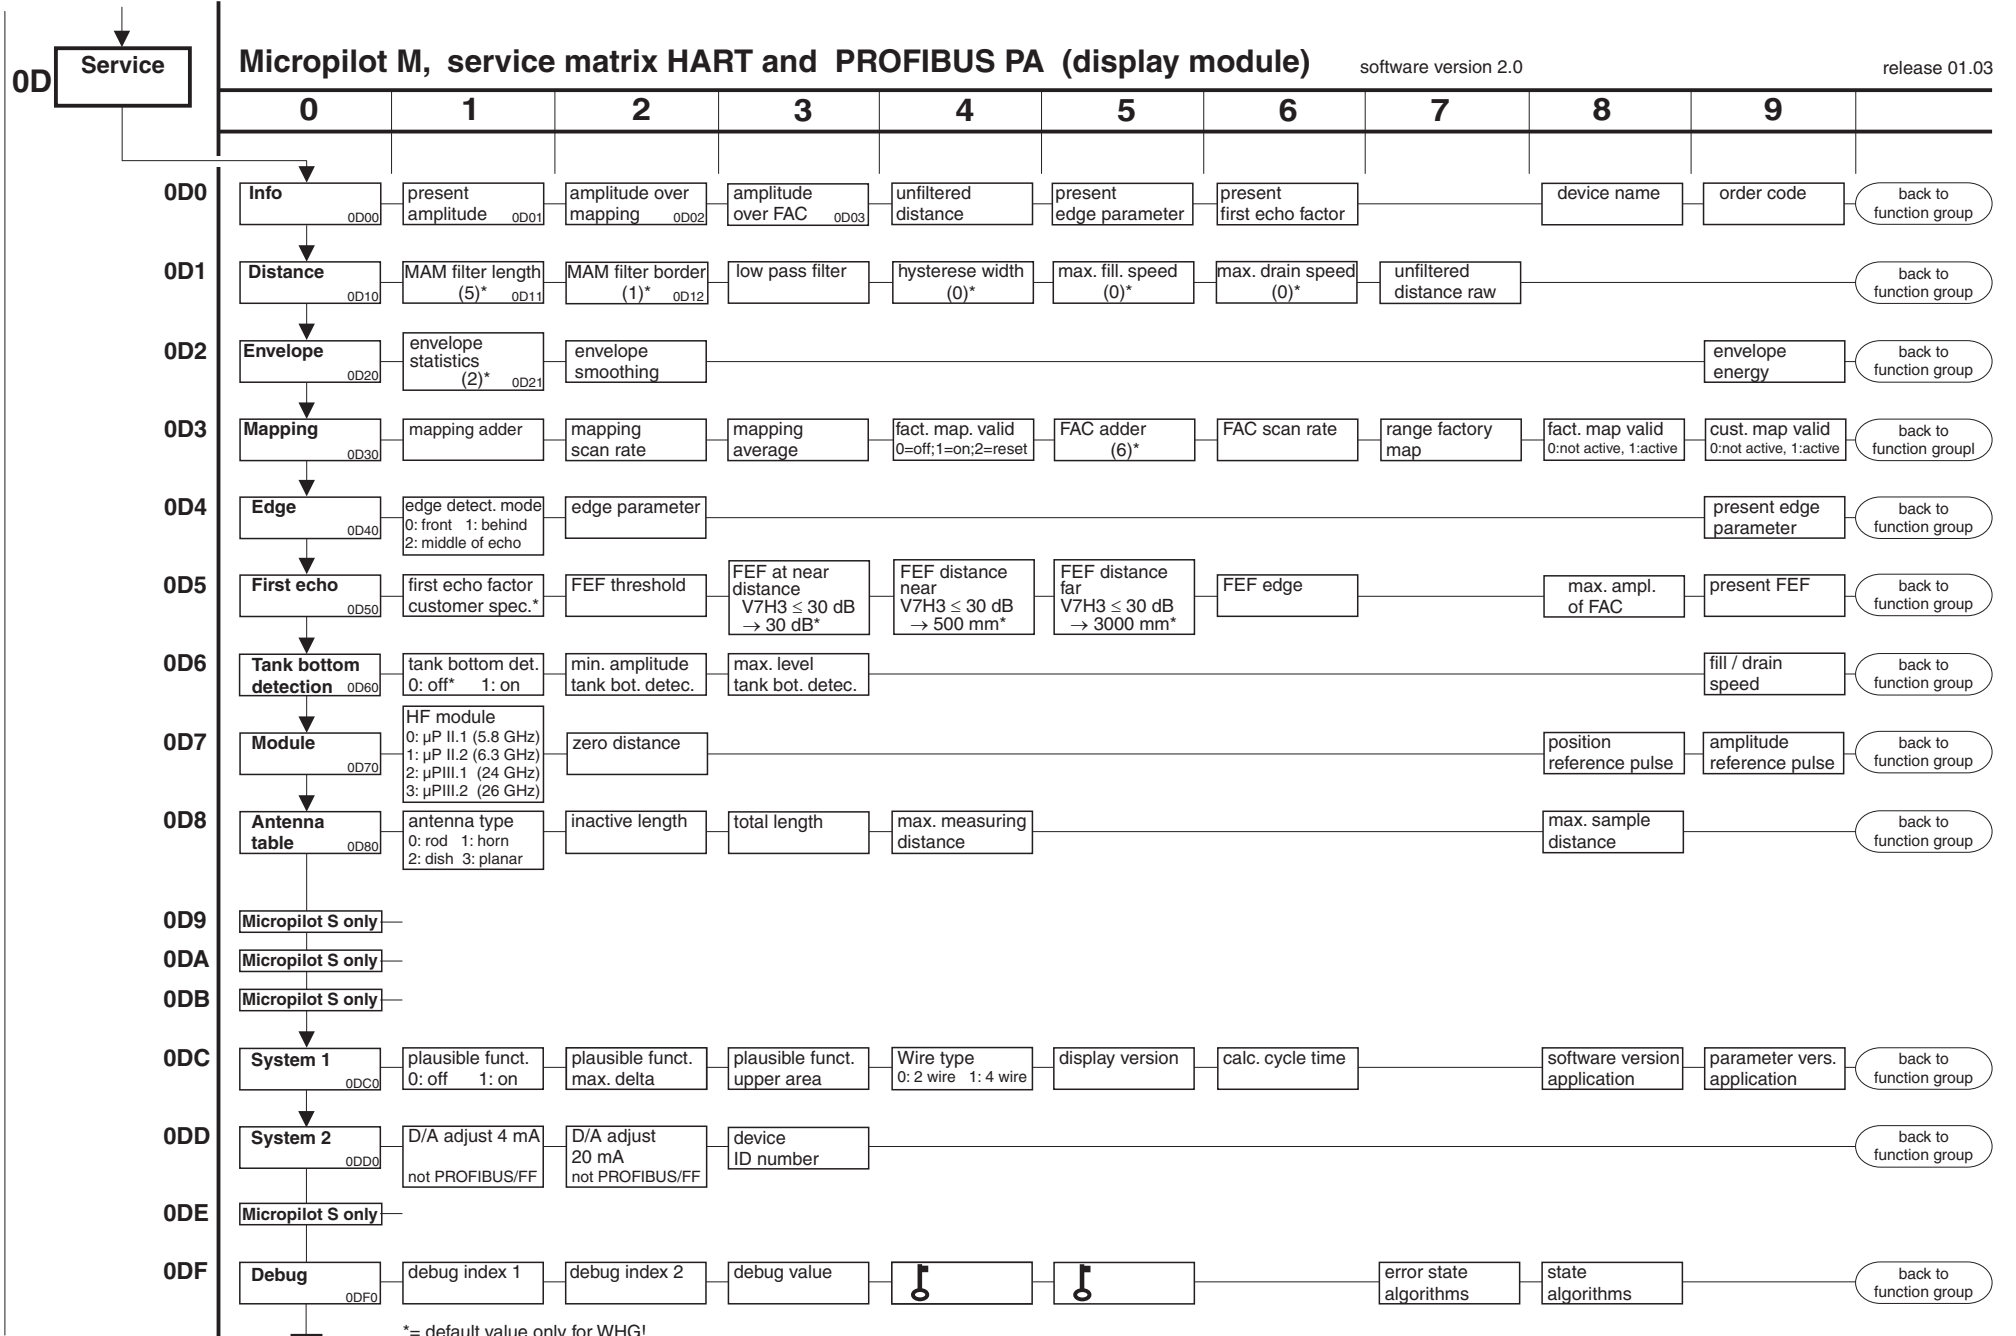 0D
Service
Micropilot M, service matrix HART and PROFIBUS PA (display module)
software version 2.0
release 01.03
0 1 2 3 4 5 6 7 8 9
0D0
Info
0D00
present
amplitude 0D01
amplitude over
mapping 0D02
amplitude
over FAC 0D03
unfiltered
distance
present
edge parameter
present
first echo factor
device name
order code
back to
function group
0D1
Distance
0D10
MAM filter length
(5)* 0D11
MAM filter border
(1)* 0D12
low pass filter
hysterese width
(0)*
max. fill. speed
(0)*
max. drain speed
(0)*
unfiltered
distance raw
back to
function group
0D2
Envelope
0D20
envelope
statistics
(2)* 0D21
envelope
smoothing
envelope
energy
back to
function group
0D3
Mapping
0D30
mapping adder
mapping
scan rate
mapping
average
fact. map. valid
0=off;1=on;2=reset
FAC adder
(6)*
FAC scan rate
range factory
map
fact. map valid
0:not active, 1:active
cust. map valid
0:not active, 1:active
back to
function groupl
0D4
Edge
0D40
edge detect. mode
0: front 1: behind
2: middle of echo
edge parameter
present edge
parameter
back to
function group
0D5
First echo
0D50
first echo factor
customer spec.*
FEF threshold
FEF at near
distance
V7H3 ≤ 30 dB
→ 30 dB*
FEF distance
near
V7H3 ≤ 30 dB
→ 500 mm*
FEF distance
far
V7H3 ≤ 30 dB
→ 3000 mm*
FEF edge
max. ampl.
of FAC
present FEF
back to
function group
0D6
Tank bottom
detection 0D60
tank bottom det.
0: off* 1: on
min. amplitude
tank bot. detec.
max. level
tank bot. detec.
fill / drain
speed
back to
function group
0D7
Module
0D70
HF module
0: µP II.1 (5.8 GHz)
1: µP II.2 (6.3 GHz)
2: µPIII.1 (24 GHz)
3: µPIII.2 (26 GHz)
zero distance
position
reference pulse
amplitude
reference pulse
back to
function group
0D8
Antenna
table 0D80
antenna type
0: rod 1: horn
2: dish 3: planar
inactive length
total length
max. measuring
distance
max. sample
distance
back to
function group
0D9
Micropilot S only
0DA
Micropilot S only
0DB
Micropilot S only
0DC
System 1
0DC0
plausible funct.
0: off 1: on
plausible funct.
max. delta
plausible funct.
upper area
Wire type
0: 2 wire 1: 4 wire
display version
calc. cycle time
software version
application
parameter vers.
application
back to
function group
0DD
System 2
0DD0
D/A adjust 4 mA
not PROFIBUS/FF
D/A adjust
20 mA
not PROFIBUS/FF
device
ID number
back to
function group
0DE
Micropilot S only
0DF
Debug
0DF0
debug index 1
debug index 2
debug value
error state
algorithms
state
algorithms
back to
function group
*= default value only for WHG!